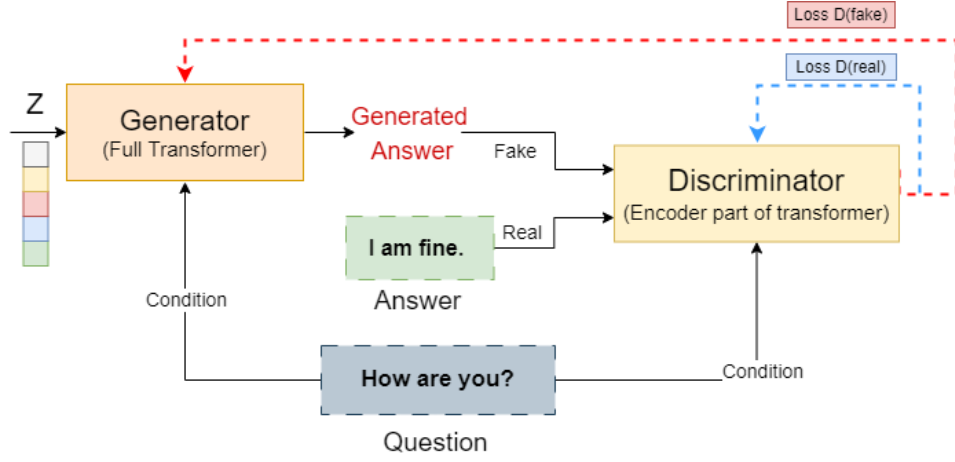 Loss D(fake)
Loss D(real)
Z
Generator
(Full Transformer)
Generated
Answer
Fake
Discriminator
(Encoder part of transformer)
I am fine.
Real
Answer
Condition
How are you?
Condition
Question